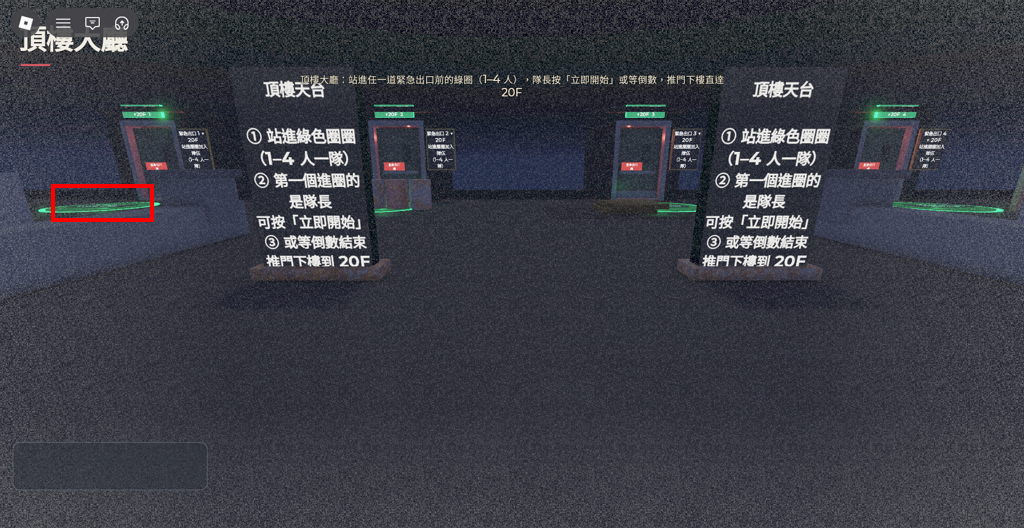 頂樓大廳
頂樓大廳：站進任一道緊急出口前的綠圈（1–4 人），隊長按「立即開始」或等倒數，推門下樓直達
20F
頂樓天台
① 站進綠色圈圈
（1–4 人一隊）
② 第一個進圈的
是隊長
可按「立即開始」
③ 或等倒數結束
推門下樓到 20F
頂樓天台
① 站進綠色圈圈
（1–4 人一隊）
② 第一個進圈的
是隊長
可按「立即開始」
③ 或等倒數結束
推門下樓到 20F